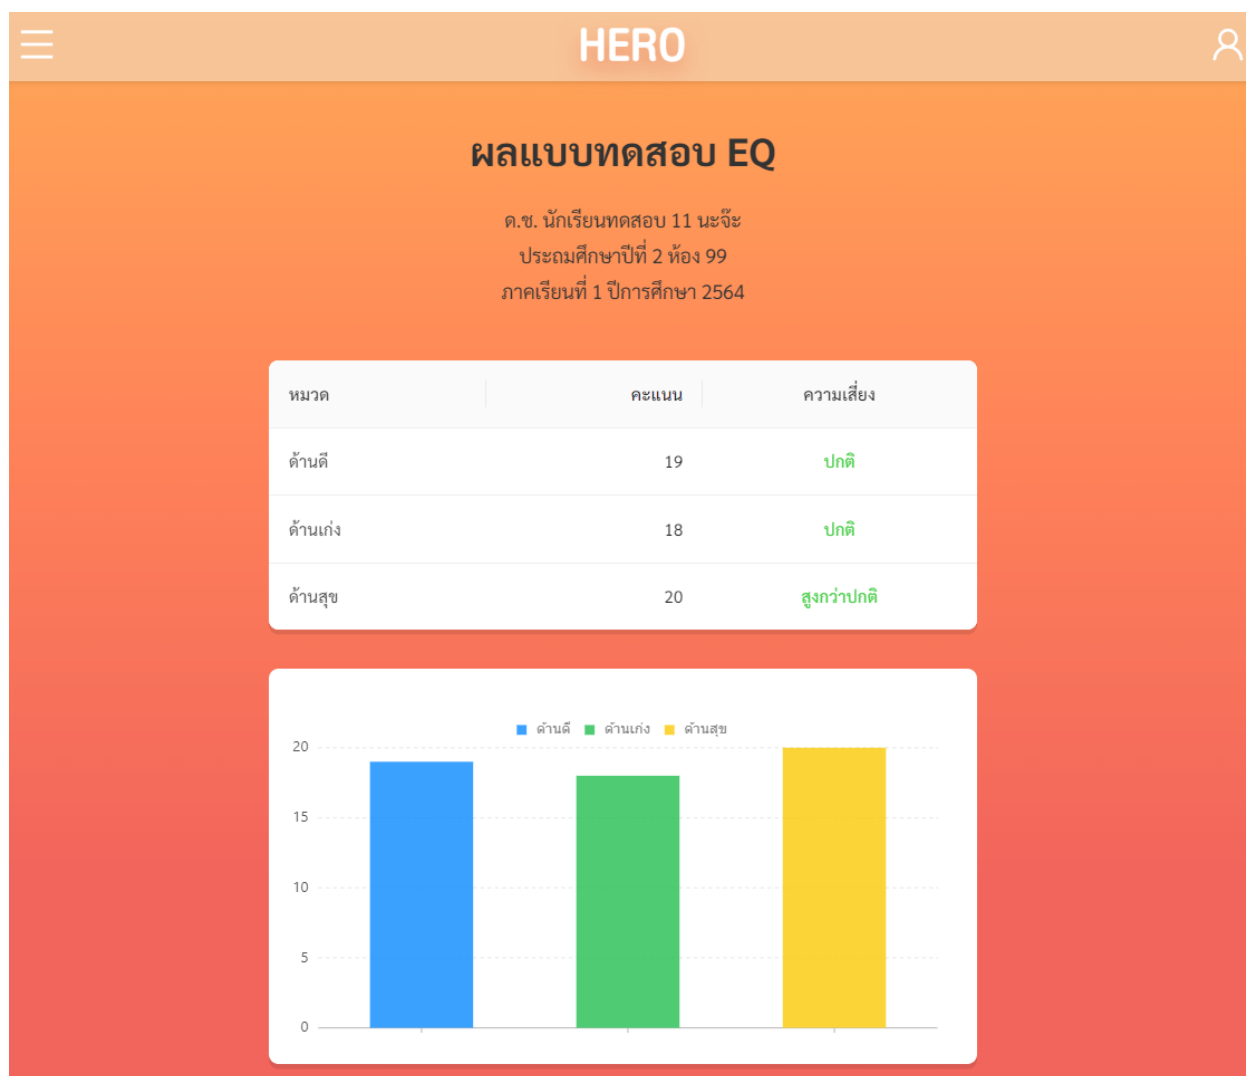 HERO
ผลแบบทดสอบ EQ
ด.ช. นักเรียนทดสอบ 11 นะจ๊ะ
ประถมศึกษาปีที่ 2 ห้อง 99
ภาคเรียนที่ 1 ปีการศึกษา 2564
หมวด คะแนน ความเสี่ยง
ด้านดี 19 ปกติ
ด้านเก่ง 18 ปกติ
ด้านสุข 20 สูงกว่าปกติ
ด้านดี ด้านเก่ง ด้านสุข
20
15
10
5
0